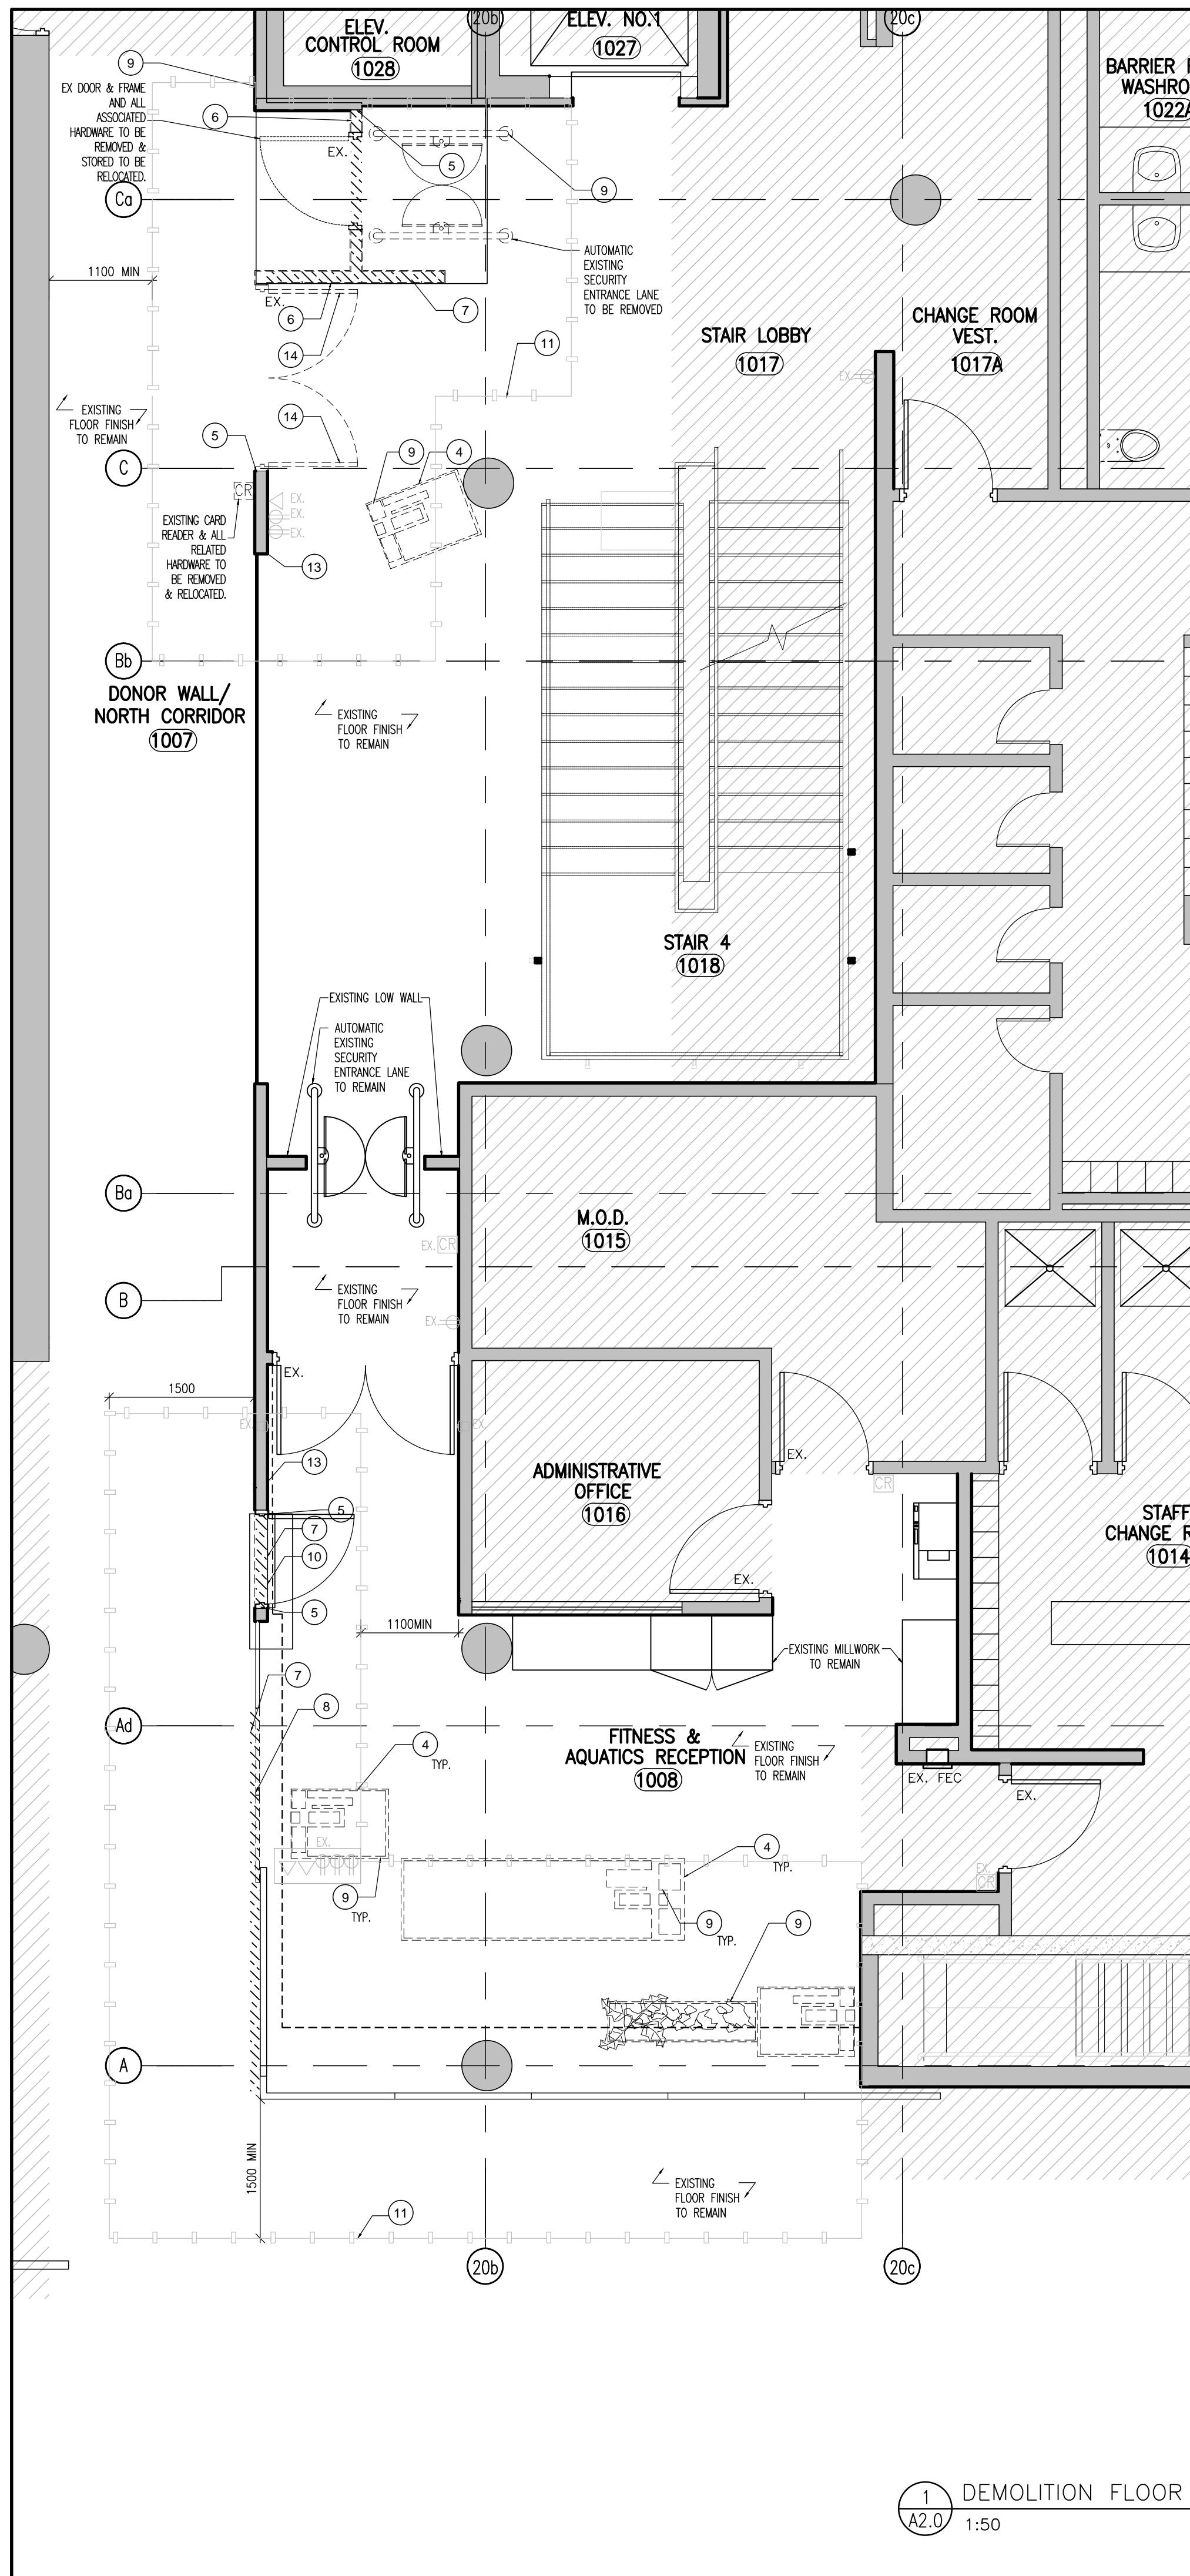 20b
20c
ELEV.
CONTROL ROOM
1028
ELEV. NO.1
1027
BARRIER
WASHRO
1022A
9
EX DOOR & FRAME
AND ALL
ASSOCIATED
HARDWARE TO BE
REMOVED &
STORED TO BE
RELOCATED.
6
EX.
5
9
Ca
1100 MIN
AUTOMATIC
EXISTING
SECURITY
ENTRANCE LANE
TO BE REMOVED
EX.
6
7
14
11
STAIR LOBBY
1017
CHANGE ROOM
VEST.
1017A
EX.
EXISTING
FLOOR FINISH
TO REMAIN
14
5
9
4
C
CR
EX.
EX.
EX.
EXISTING CARD
READER & ALL
RELATED
HARDWARE TO
BE REMOVED
& RELOCATED.
13
Bb
DONOR WALL/
NORTH CORRIDOR
1007
EXISTING
FLOOR FINISH
TO REMAIN
STAIR 4
1018
EXISTING LOW WALL
AUTOMATIC
EXISTING
SECURITY
ENTRANCE LANE
TO REMAIN
Ba
M.O.D.
1015
EX.
CR
B
EXISTING
FLOOR FINISH
TO REMAIN
EX.
EX.
1500
EX.
EX
13
EX.
ADMINISTRATIVE
OFFICE
1016
CR
STAFF
CHANGE R
1014
5
7
10
EX.
5
1100MIN
EXISTING MILLWORK
TO REMAIN
7
8
Ad
4
TYP.
FITNESS &
AQUATICS RECEPTION
1008
EXISTING
FLOOR FINISH
TO REMAIN
EX. FEC
EX.
EX.
4
TYP.
EX.
CR
9
TYP.
9
TYP.
9
A
1500 MIN
EXISTING
FLOOR FINISH
TO REMAIN
11
20b
20c
1
A2.0
DEMOLITION FLOOR
1:50